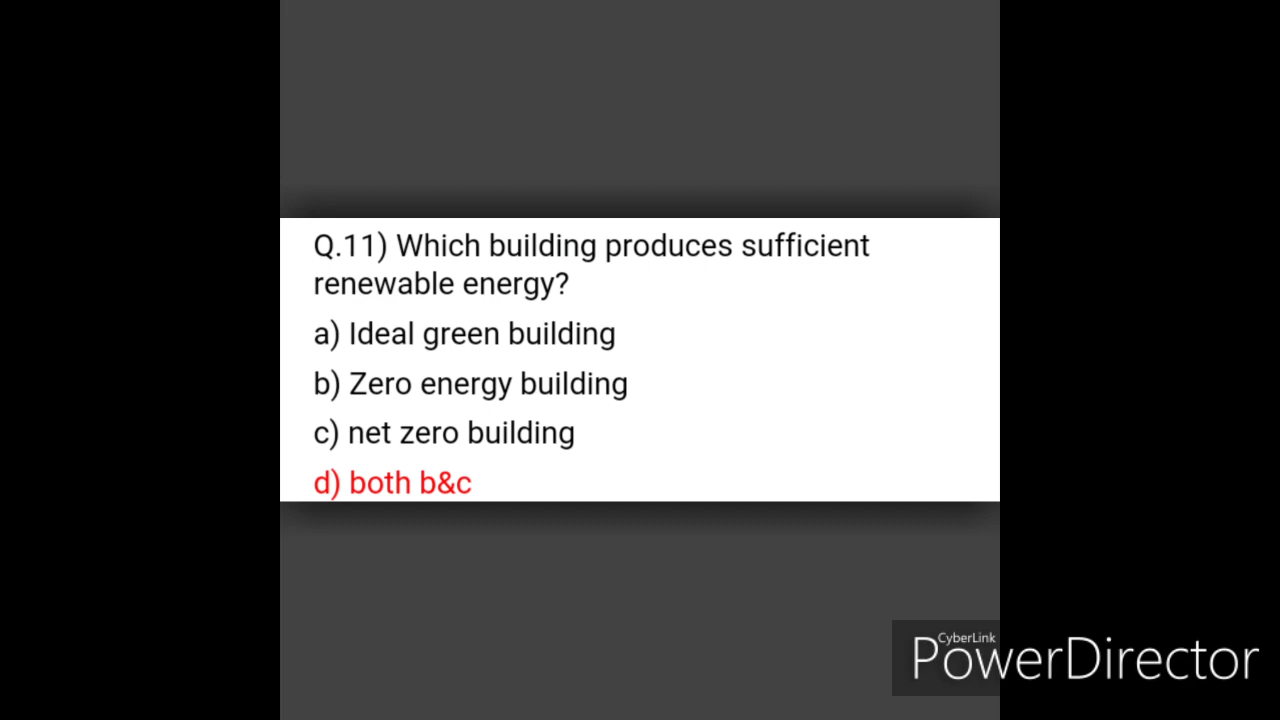 Q.11) Which building produces sufficient
renewable energy?
a) Ideal green building
b) Zero energy building
c) net zero building
d) both b&c
CyberLink
PowerDirector